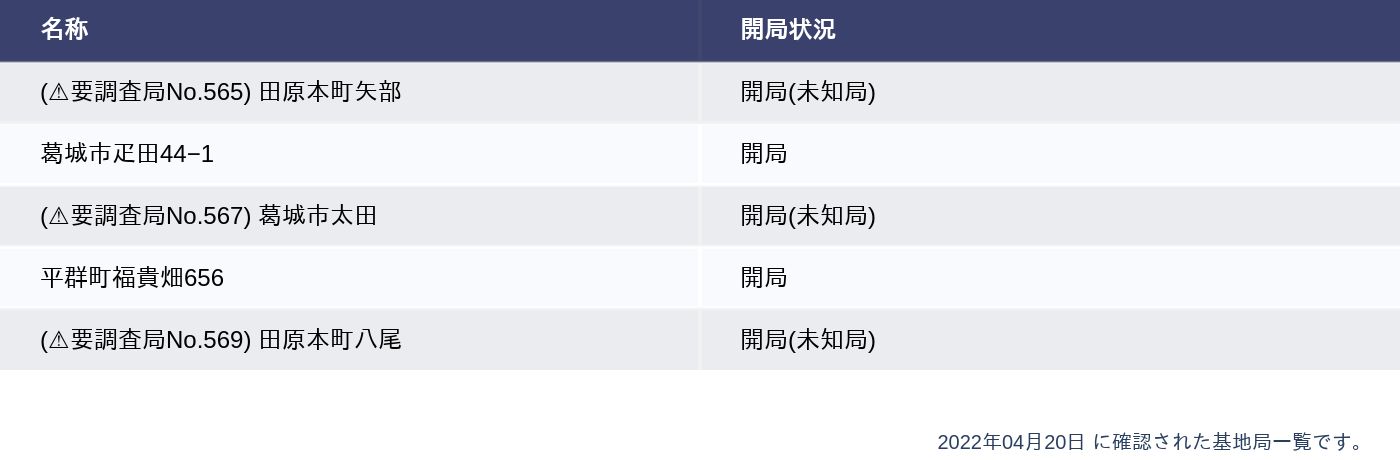 名称 開局状況
(⚠要調査局No.565) 田原本町矢部 開局(未知局)
葛城市疋田44−1 開局
(⚠要調査局No.567) 葛城市太田 開局(未知局)
平群町福貴畑656 開局
(⚠要調査局No.569) 田原本町八尾 開局(未知局)
2022年04月20日 に確認された基地局一覧です。